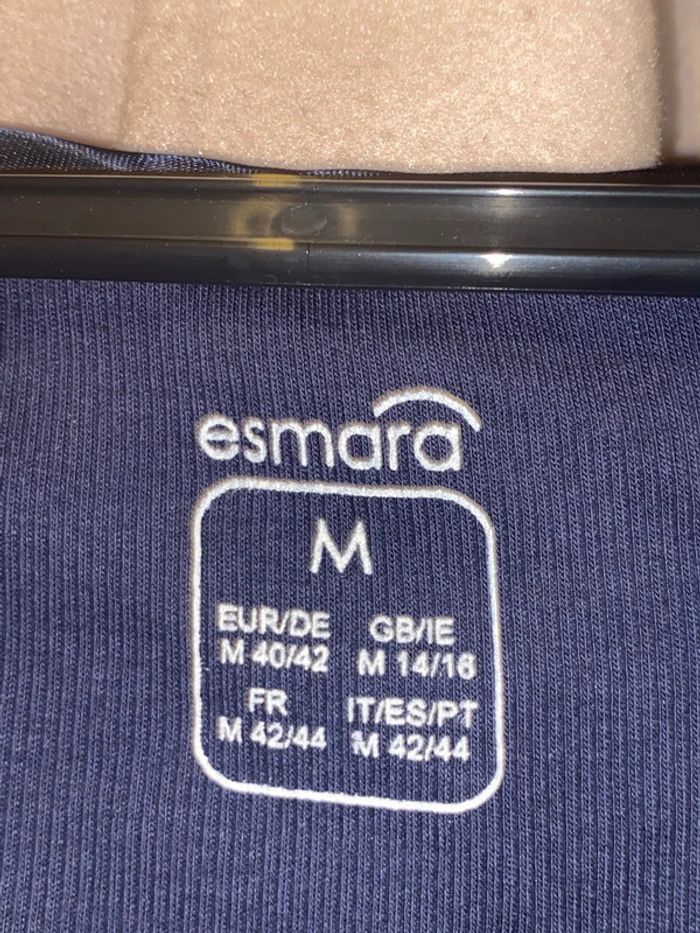 esmara
M
EUR/DE GB/IE
M 40/42 M 14/16
FR IT/ES/PT
M 42/44 M 42/44